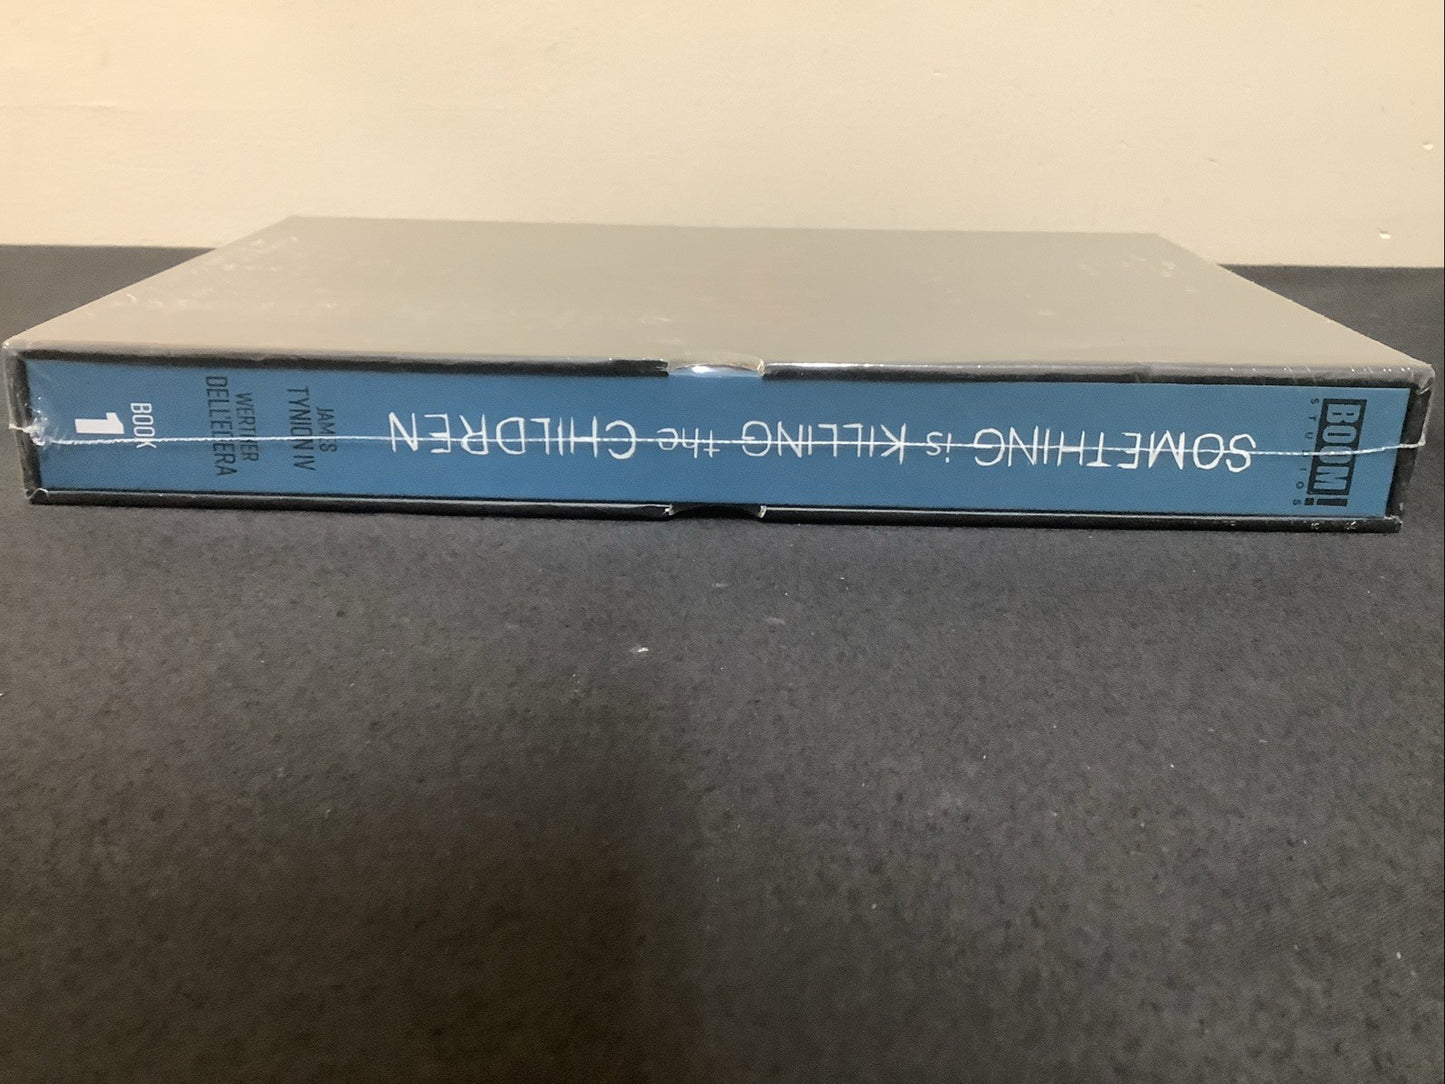 BOOM!
STUDIOS
SOMETHING is KILLING the CHILDREN
JAMES
TYNION IV
WERTHER
DELL'EDERA
BOOK
1